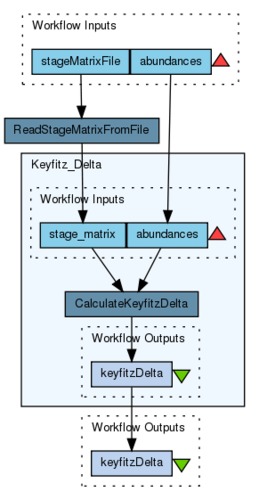 Workflow Inputs
stageMatrixFile abundances
ReadStageMatrixFromFile
Keyfitz_Delta
Workflow Inputs
stage_matrix abundances
CalculateKeyfitzDelta
Workflow Outputs
keyfitzDelta
Workflow Outputs
keyfitzDelta